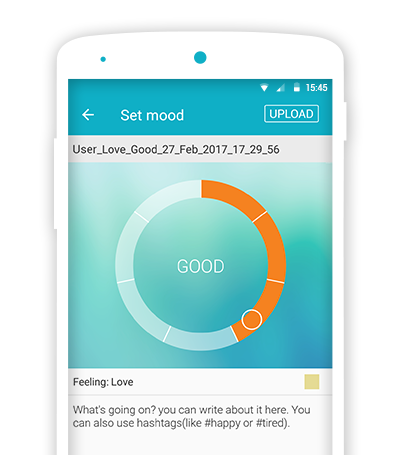 15:45
Set mood
UPLOAD
User_Love_Good_27_Feb_2017_17_29_56
GOOD
Feeling: Love
What's going on? you can write about it here. You
can also use hashtags(like #happy or #tired).